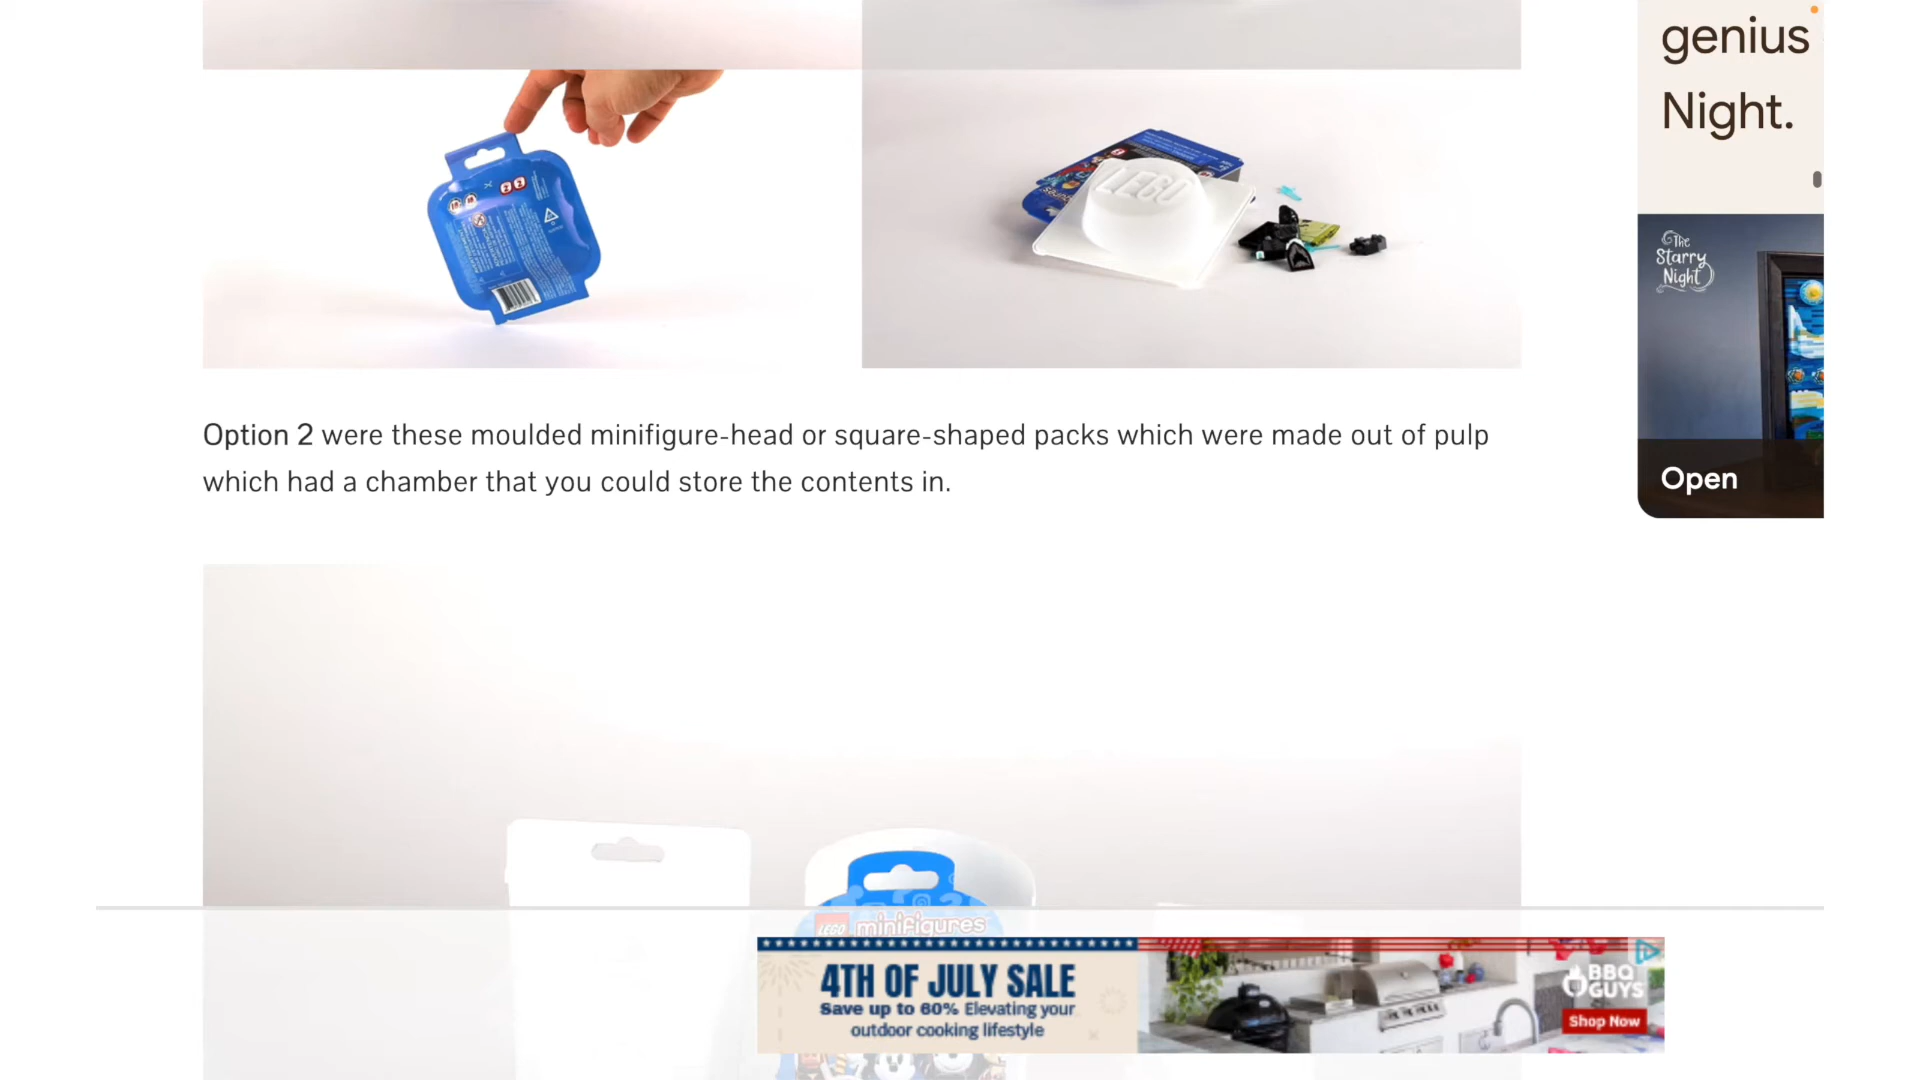 genius
Night.
LEGO
The
Starry
Night
Option 2 were these moulded minifigure-head or square-shaped packs which were made out of pulp
which had a chamber that you could store the contents in.
Open
LEGO minifigures
4TH OF JULY SALE
Save up to 60% Elevating your
outdoor cooking lifestyle
BBQ
GUYS
Shop Now